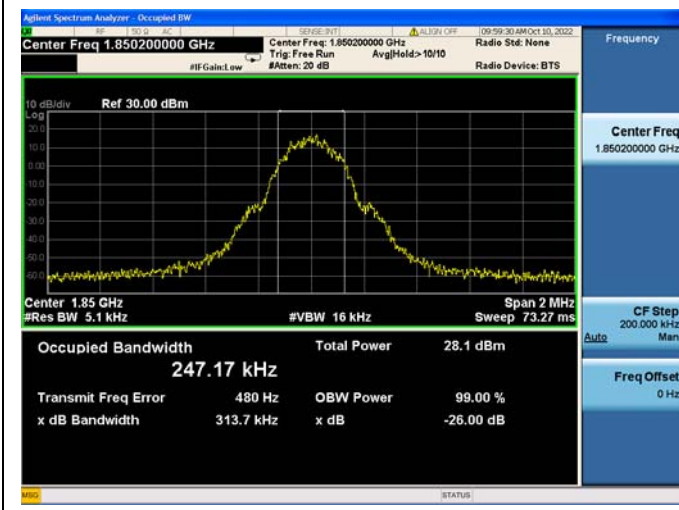 Agilent Spectrum Analyzer - Occupied BW
RF 50 Ω AC SENSE:INT ALIGN OFF 09:59:30 AM Oct 10, 2022
Center Freq 1.850200000 GHz Center Freq: 1.850200000 GHz Radio Std: None
Trig: Free Run Avg|Hold:> 10/10
#IFGain:Low #Atten: 20 dB Radio Device: BTS
10 dB/div Ref 30.00 dBm
Log
20.0
10.0
0.00
-10.0
-20.0
-30.0
-40.0
-50.0
-60.0
Center 1.85 GHz Span 2 MHz
#Res BW 5.1 kHz #VBW 16 kHz Sweep 73.27 ms
Occupied Bandwidth Total Power 28.1 dBm
247.17 kHz
Transmit Freq Error 480 Hz OBW Power 99.00 %
x dB Bandwidth 313.7 kHz x dB -26.00 dB
MSG STATUS
Frequency
Center Freq
1.850200000 GHz
CF Step
200.000 kHz
Auto Man
Freq Offset
0 Hz